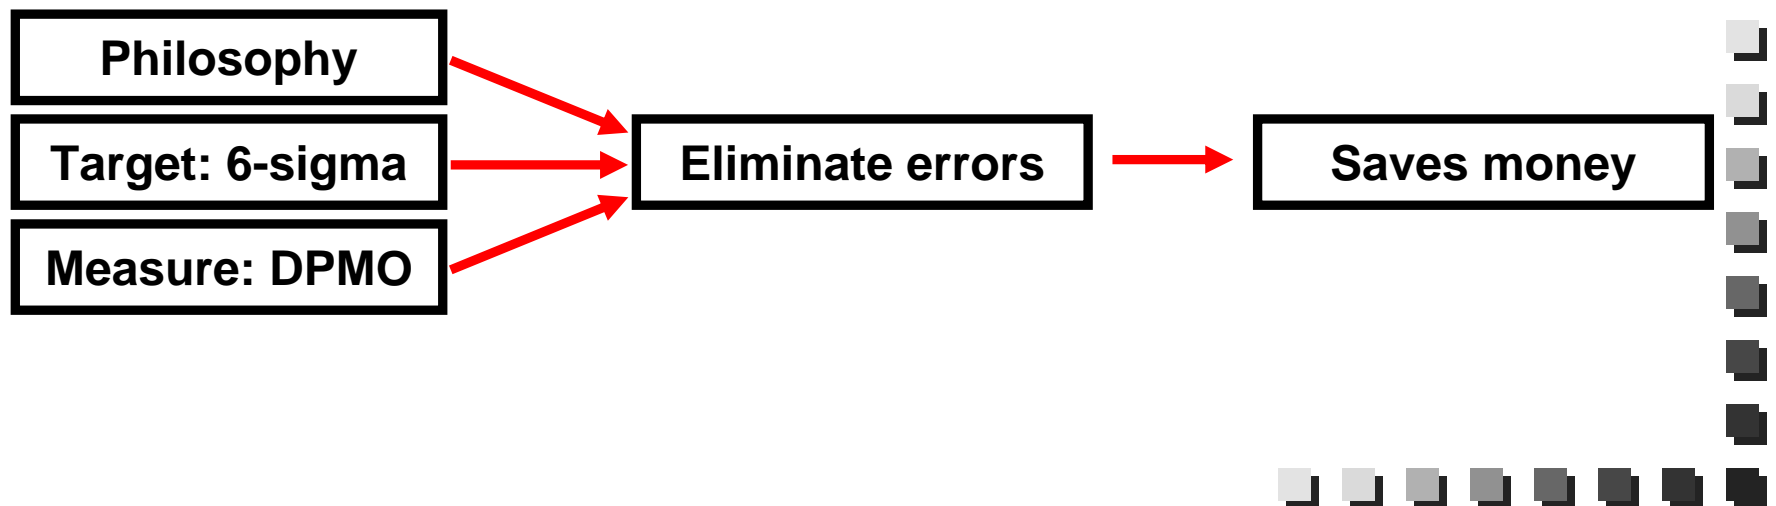 Philosophy
Target: 6-sigma
Measure: DPMO
Eliminate errors
Saves money